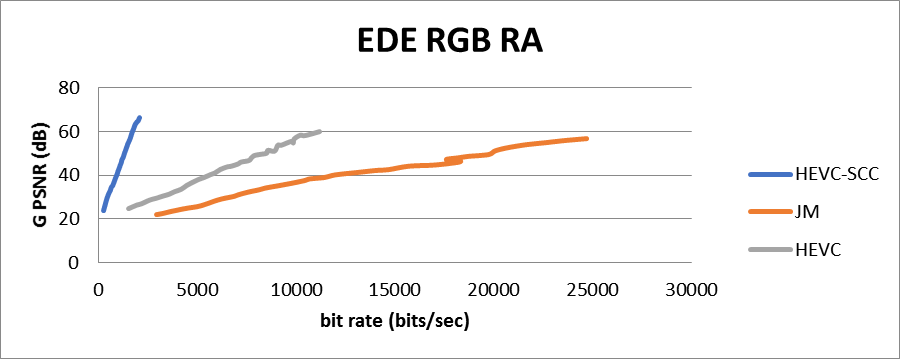 EDE RGB RA
G PSNR (dB)
80
60
40
20
0
0 5000 10000 15000 20000 25000 30000
bit rate (bits/sec)
HEVC-SCC
JM
HEVC